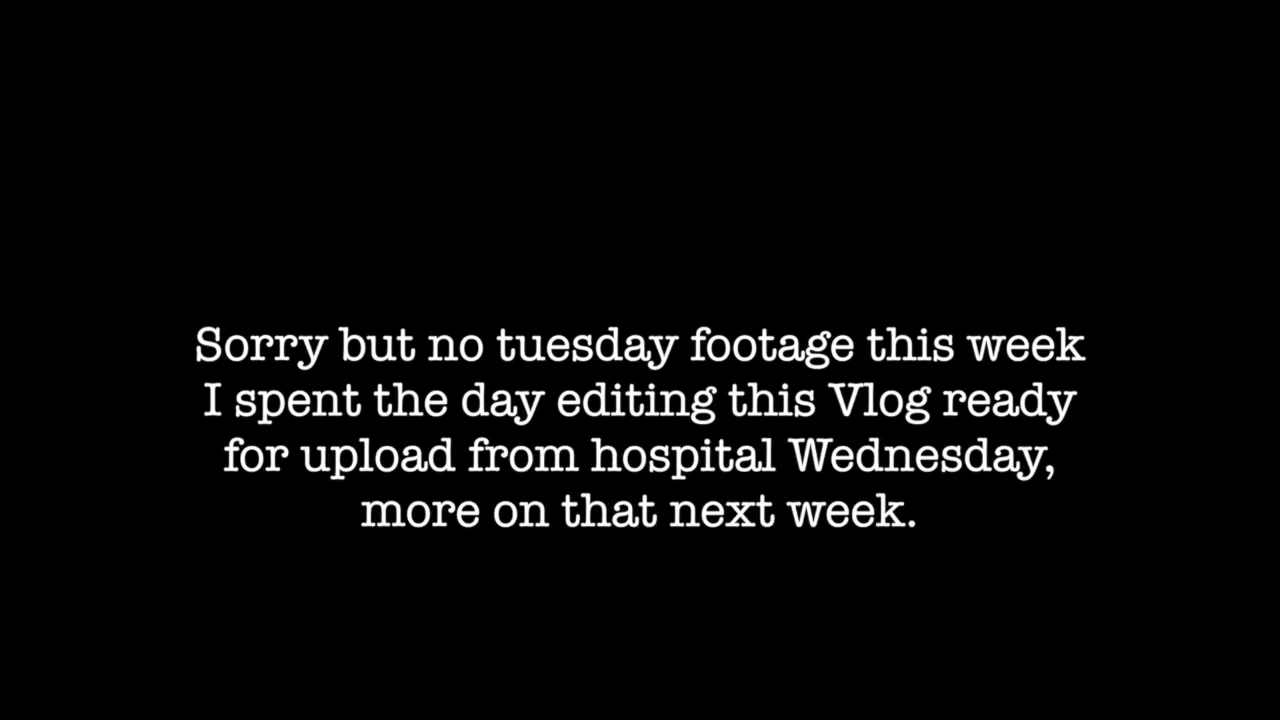 Sorry but no tuesday footage this week
I spent the day editing this Vlog ready
for upload from hospital Wednesday,
more on that next week.